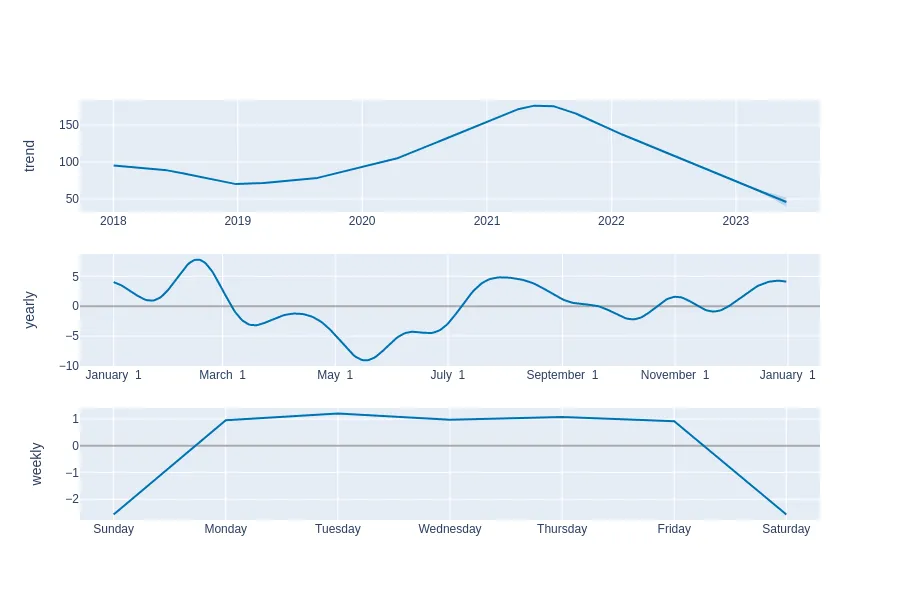 trend
150
100
50
2018 2019 2020 2021 2022 2023
yearly
5
0
−5
−10
January 1 March 1 May 1 July 1 September 1 November 1 January 1
weekly
1
0
−1
−2
Sunday Monday Tuesday Wednesday Thursday Friday Saturday